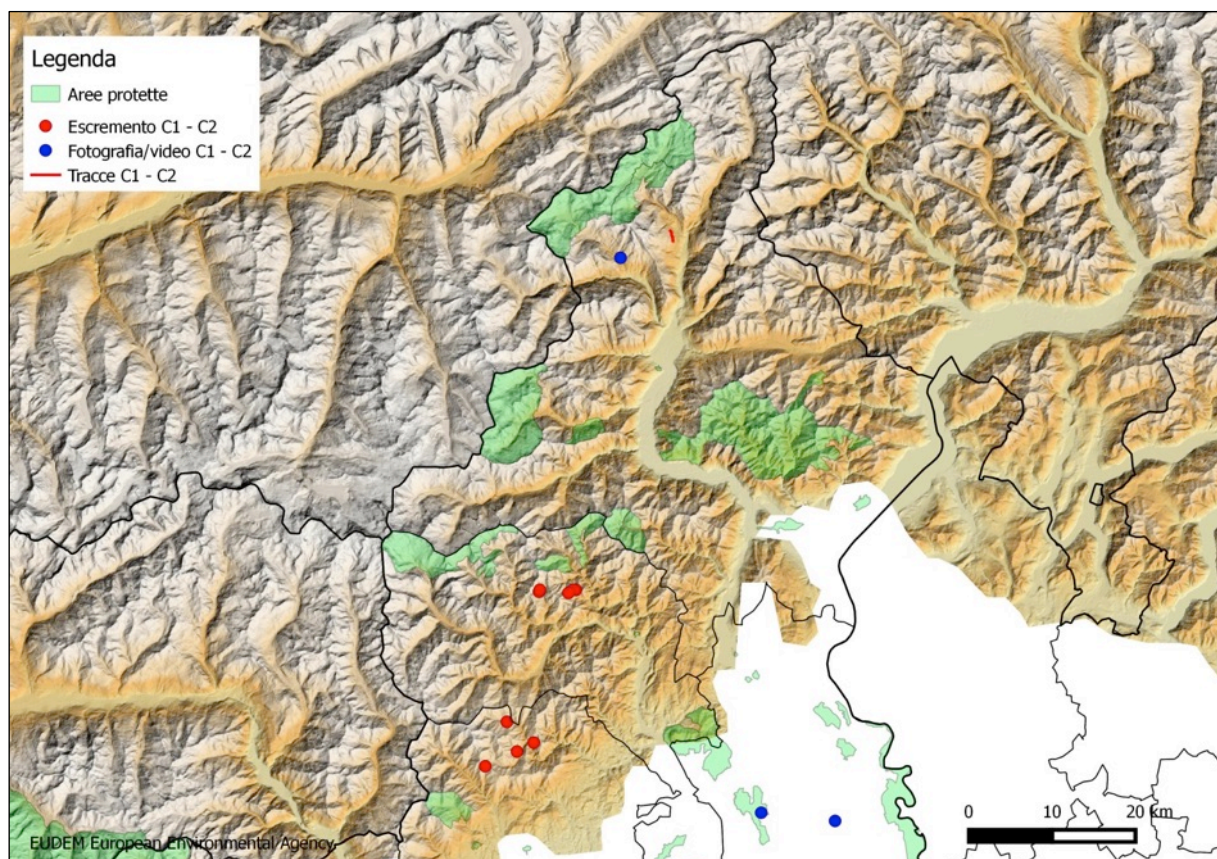 Legenda
Aree protette
Escremento C1 - C2
Fotografia/video C1 - C2
Tracce C1 - C2
0 10 20 km
EUDEM European Environmental Agency